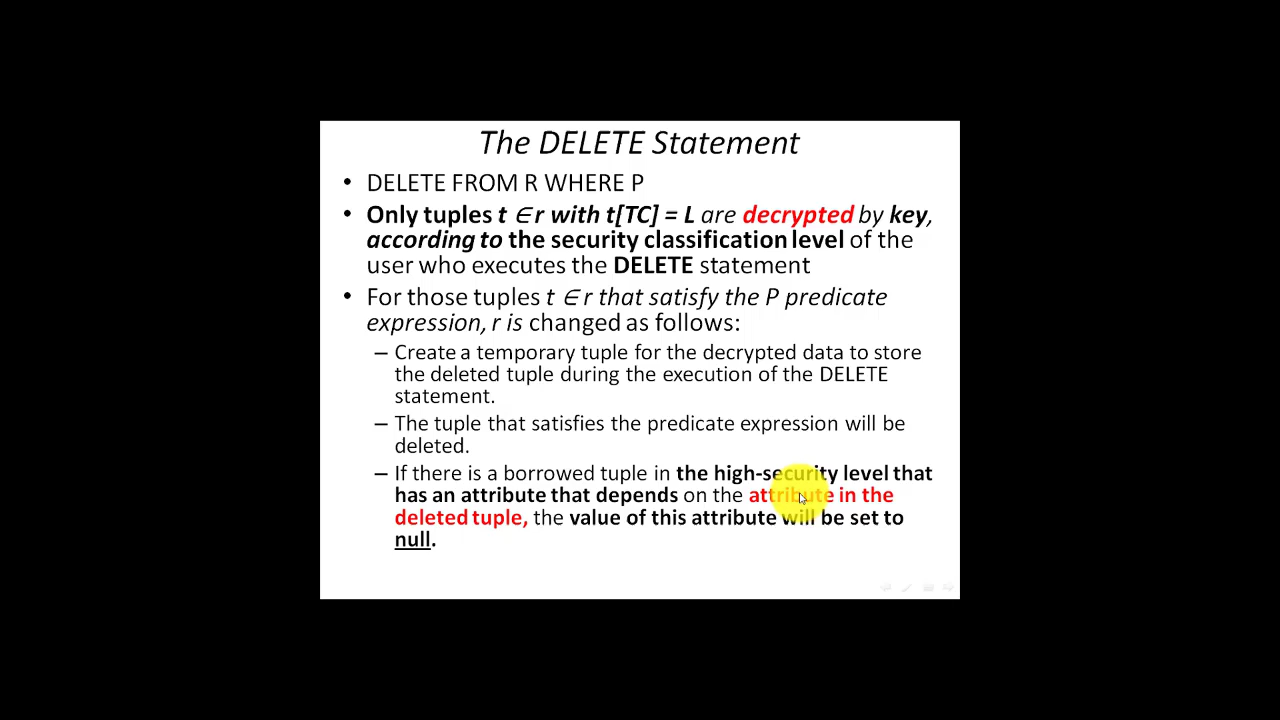 The DELETE Statement
• DELETE FROM R WHERE P
• Only tuples t ∈ r with t[TC] = L are decrypted by key,
according to the security classification level of the
user who executes the DELETE statement
• For those tuples t ∈ r that satisfy the P predicate
expression, r is changed as follows:
– Create a temporary tuple for the decrypted data to store
the deleted tuple during the execution of the DELETE
statement.
– The tuple that satisfies the predicate expression will be
deleted.
– If there is a borrowed tuple in the high-security level that
has an attribute that depends on the attribute in the
deleted tuple, the value of this attribute will be set to
null.